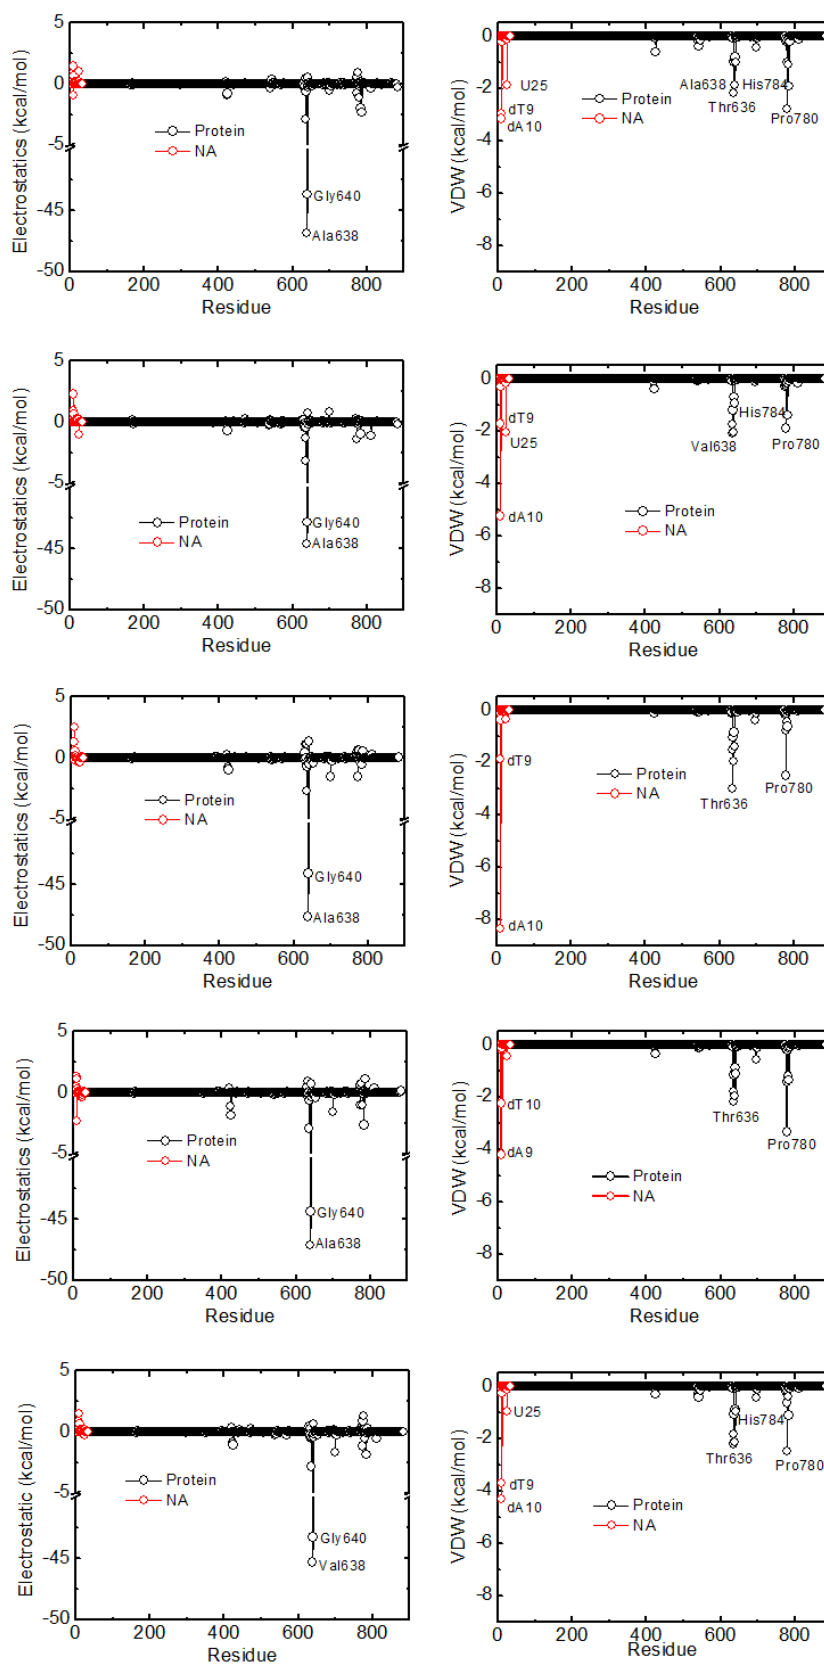 5
0
-5
-45
-50
Electrostatics (kcal/mol)
Protein
NA
Gly640
Ala638
0 200 400 600 800
Residue
0
-2
-4
-6
-8
VDW (kcal/mol)
U25
dT9
dA10
Protein
NA
Ala638
His784
Thr636
Pro780
0 200 400 600 800
Residue
5
0
-5
-45
-50
Electrostatics (kcal/mol)
Protein
NA
Gly640
Ala638
0 200 400 600 800
Residue
0
-2
-4
-6
-8
VDW (kcal/mol)
dT9
U25
dA10
His784
Val638
Pro780
Protein
NA
0 200 400 600 800
Residue
5
0
-5
-45
-50
Electrostatics (kcal/mol)
Protein
NA
Gly640
Ala638
0 200 400 600 800
Residue
0
-2
-4
-6
-8
VDW (kcal/mol)
dT9
Protein
NA
Thr636
Pro780
dA10
0 200 400 600 800
Residue
5
0
-5
-45
-50
Electrostatics (kcal/mol)
Protein
NA
Gly640
Ala638
0 200 400 600 800
Residue
0
-2
-4
-6
-8
VDW (kcal/mol)
dT10
dA9
Thr636
Pro780
Protein
NA
0 200 400 600 800
Residue
5
0
-5
-45
-50
Electrostatic (kcal/mol)
Protein
NA
Gly640
Val638
0 200 400 600 800
Residue
0
-2
-4
-6
-8
VDW (kcal/mol)
U25
His784
Thr636
Pro780
dT9
dA10
Protein
NA
0 200 400 600 800
Residue